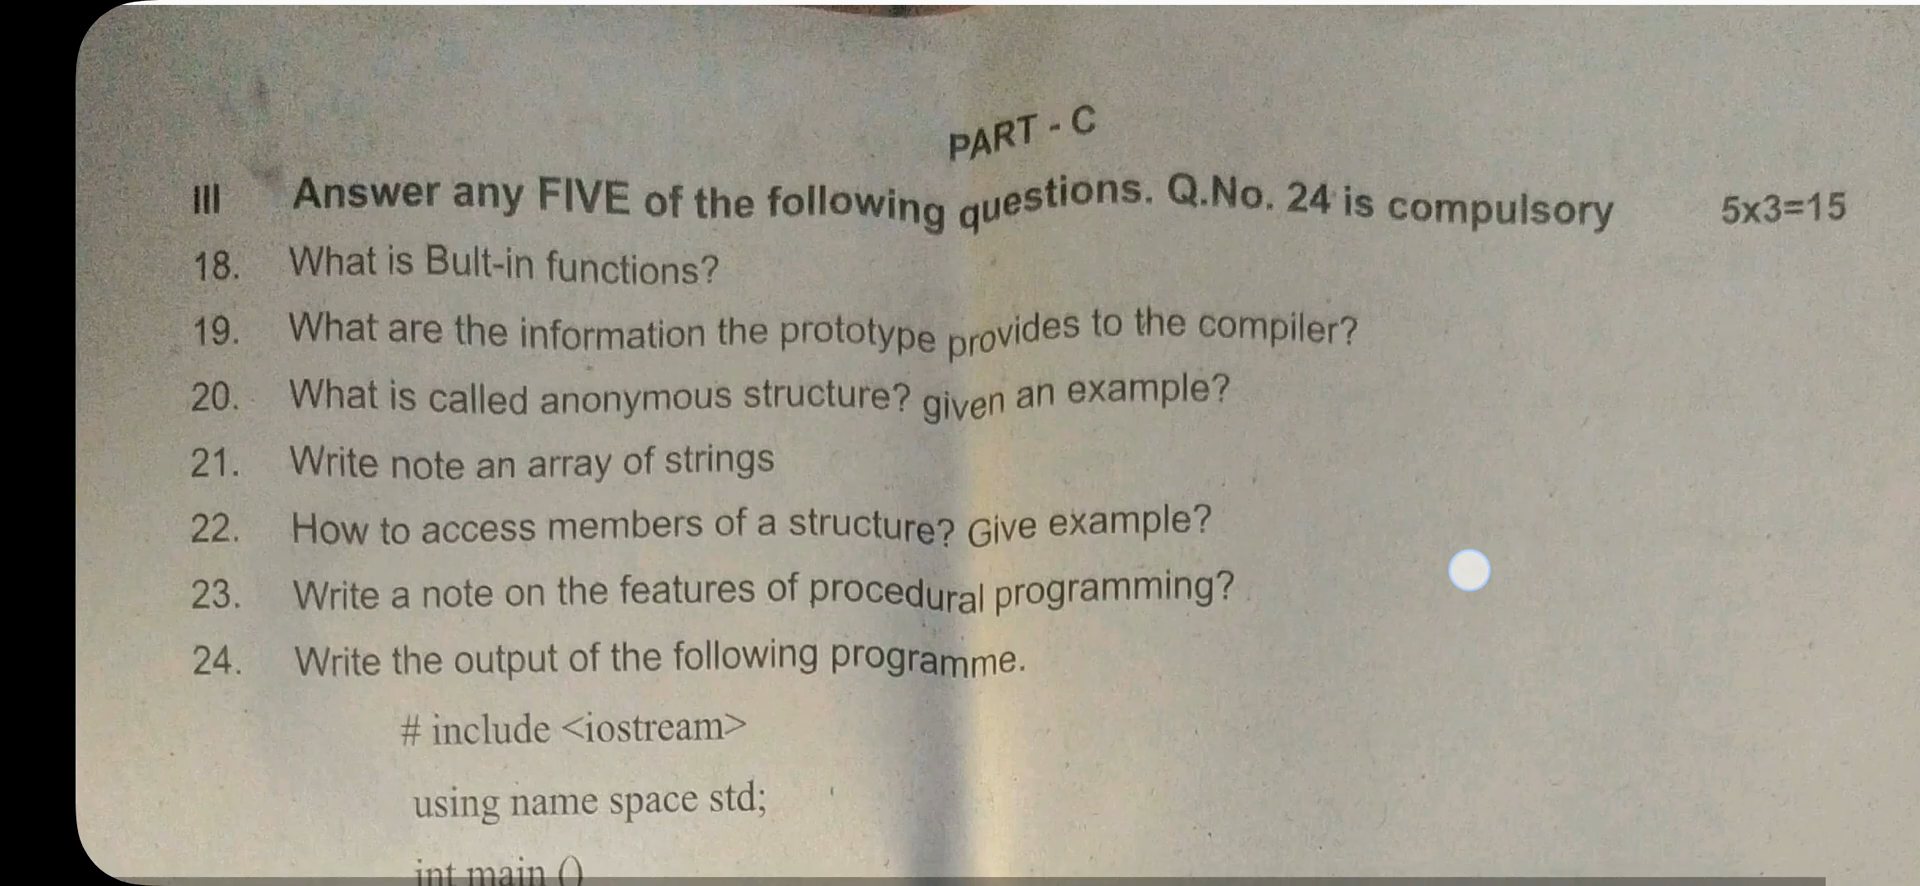 PART - C
III Answer any FIVE of the following questions. Q.No. 24 is compulsory 5x3=15
18. What is Bult-in functions?
19. What are the information the prototype provides to the compiler?
20. What is called anonymous structure? given an example?
21. Write note an array of strings
22. How to access members of a structure? Give example?
23. Write a note on the features of procedural programming?
24. Write the output of the following programme.
# include <iostream>
using name space std;
int main ()